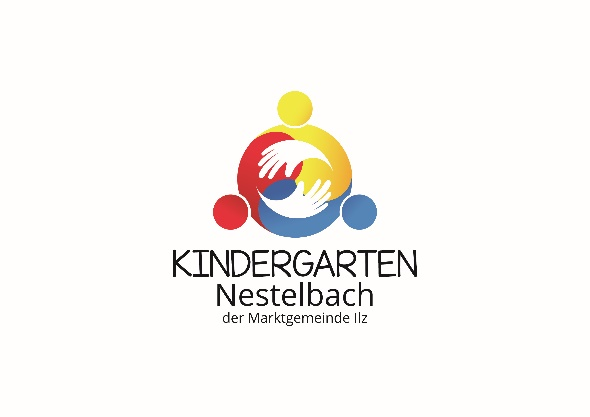 KINDERGARTEN
Nestelbach
der Marktgemeinde Ilz